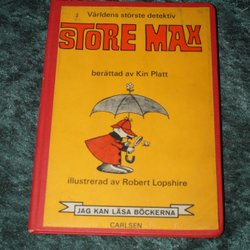 Världens störste detektiv
STORE MAX
berättad av Kin Platt
illustrerad av Robert Lopshire
JAG KAN LÄSA BÖCKERNA
CARLSEN